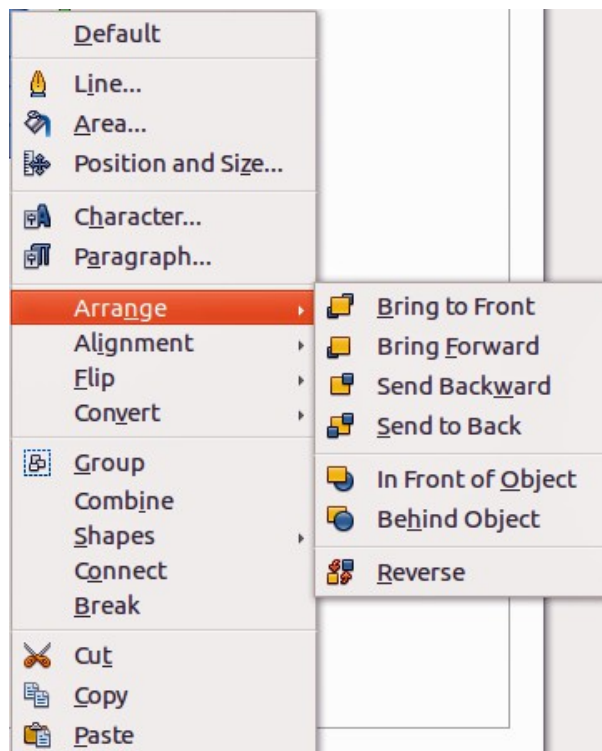 Default
Line...
Area...
Position and Size...
Character...
Paragraph...
Arrange
Alignment
Flip
Convert
Group
Combine
Shapes
Connect
Break
Cut
Copy
Paste
Bring to Front
Bring Forward
Send Backward
Send to Back
In Front of Object
Behind Object
Reverse